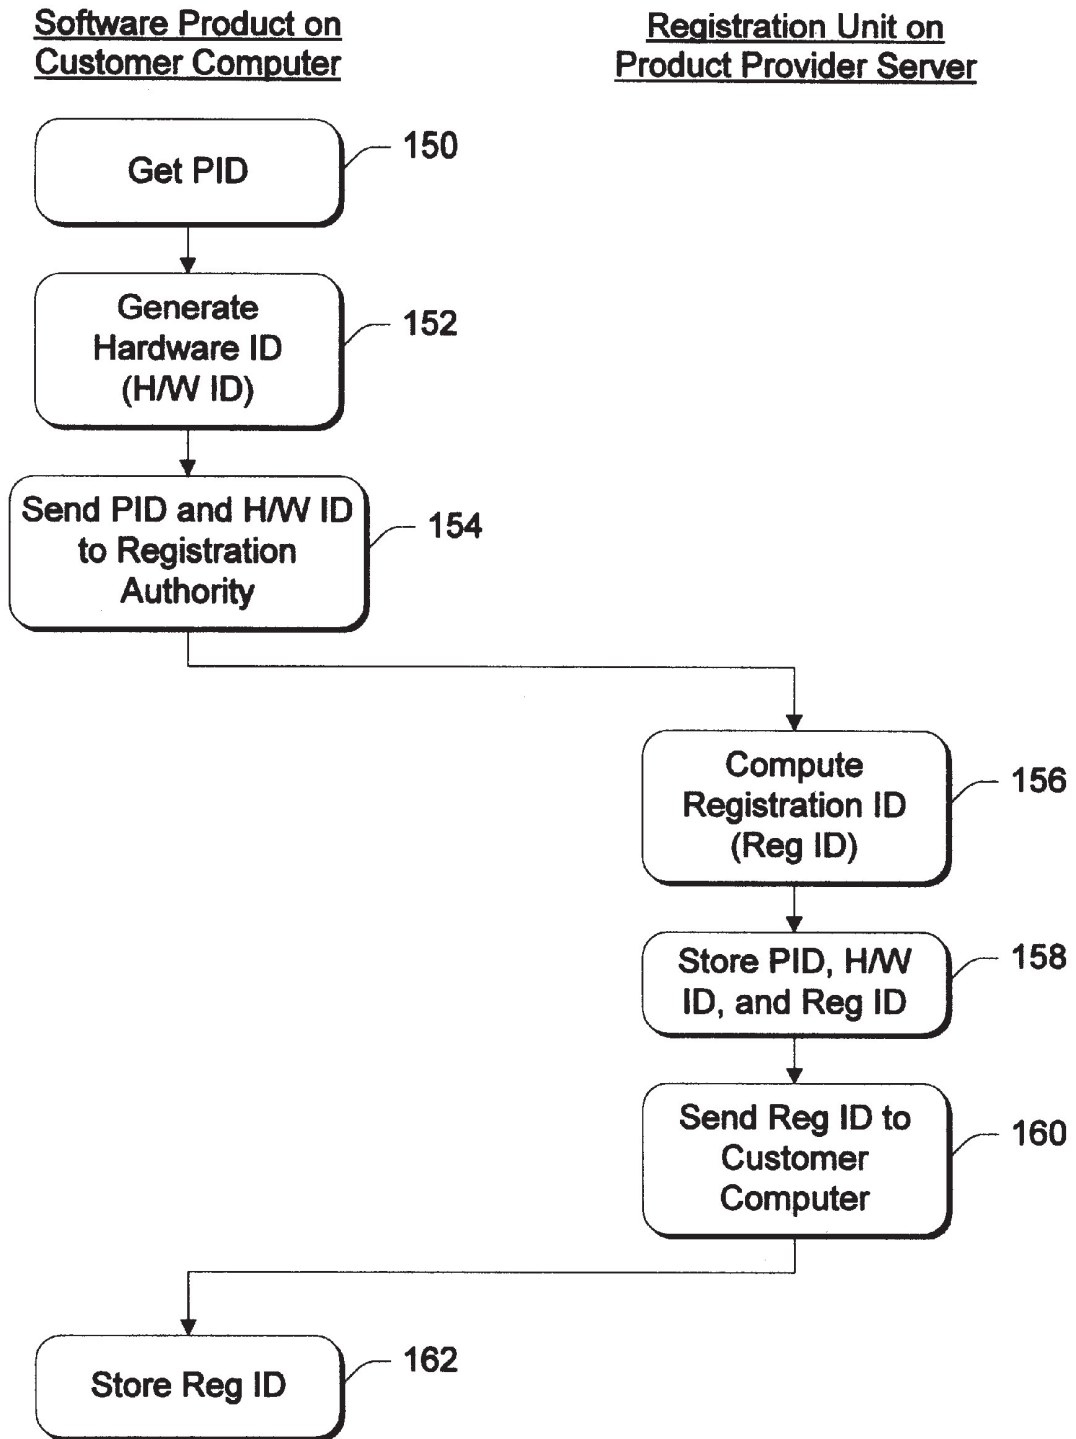 Software Product on
Customer Computer
Registration Unit on
Product Provider Server
Get PID
150
Generate
Hardware ID
(H/W ID)
152
Send PID and H/W ID
to Registration
Authority
154
Compute
Registration ID
(Reg ID)
156
Store PID, H/W
ID, and Reg ID
158
Send Reg ID to
Customer
Computer
160
Store Reg ID
162